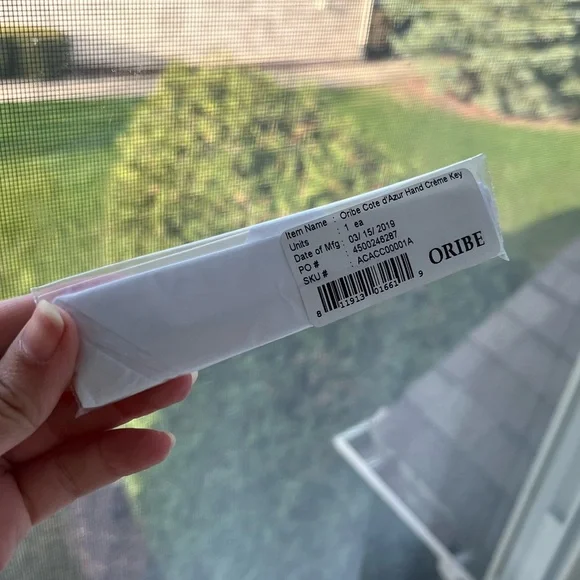 Item Name : Oribe Cote d'Azur Hand Crème Key
Units : 1 ea
Date of Mfg : 03/ 15/ 2019
PO # : 4500246287
SKU # : ACACC00001A
8 11913 01661 9
ORIBE